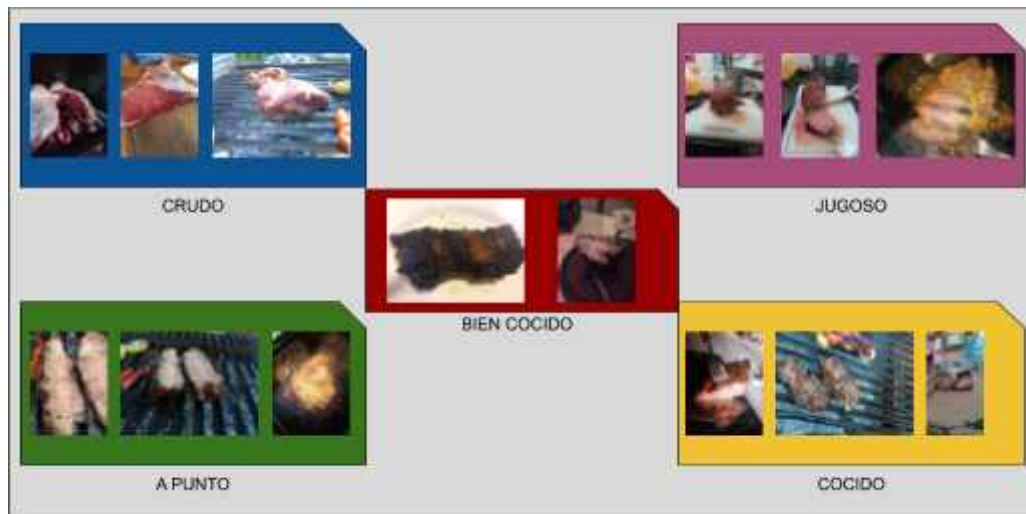 CRUDO
JUGOSO
BIEN COCIDO
A PUNTO
COCIDO